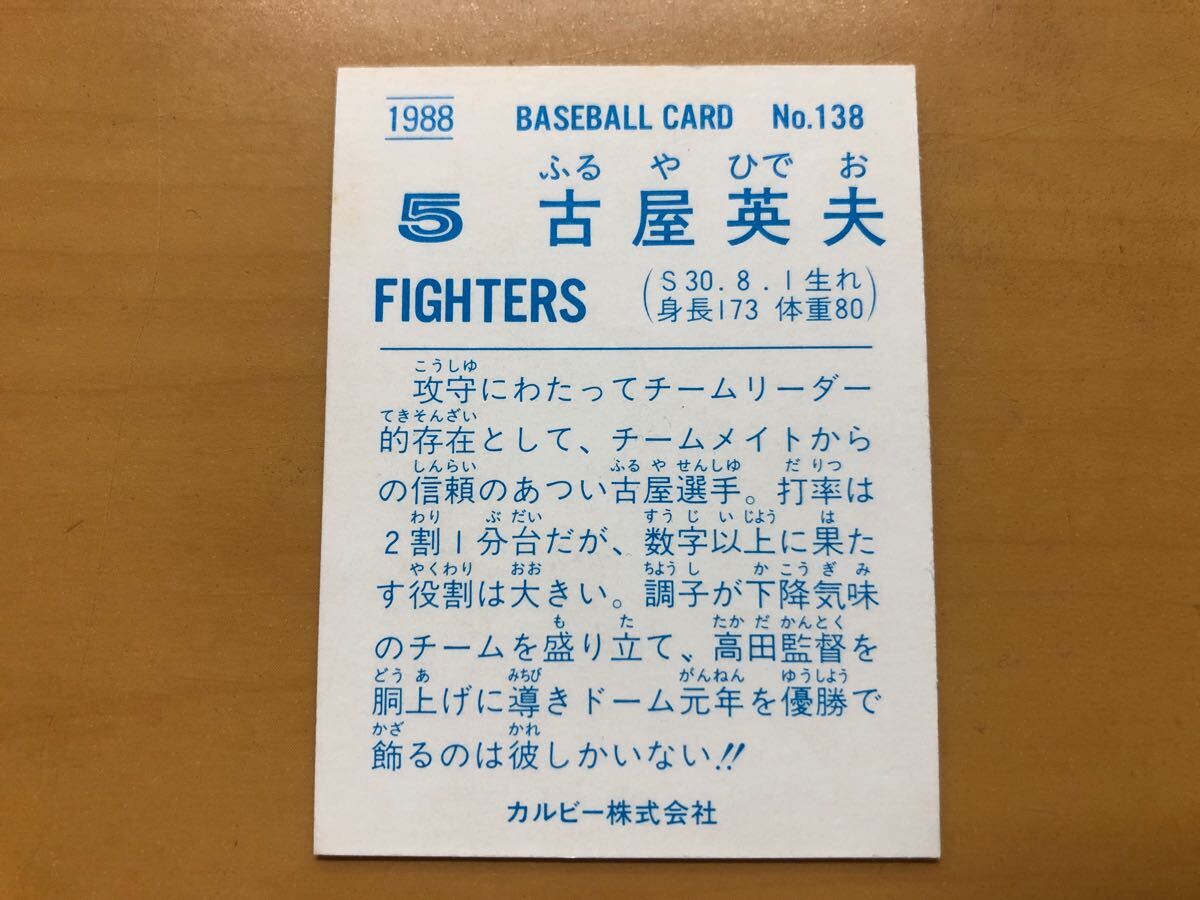 1988 BASEBALL CARD No.138
ふるやひでお
5 古屋英夫
FIGHTERS
(S30.8.1生れ
身長173 体重80)
こうしゆ
攻守にわたってチームリーダー
てきそんざい
的存在として、チームメイトから
しんらい ふるやせんしゆ だりつ
の信頼のあつい古屋選手。打率は
わり ぶだい すうじいじよう は
2割1分台だが、数字以上に果た
やくわり おお ちようし かこうぎみ
す役割は大きい。調子が下降気味
も た たかだかんとく
のチームを盛り立て、高田監督を
どうあ みちび がんねん ゆうしよう
胴上げに導きドーム元年を優勝で
かざ かれ
飾るのは彼しかいない!!
カルビー株式会社